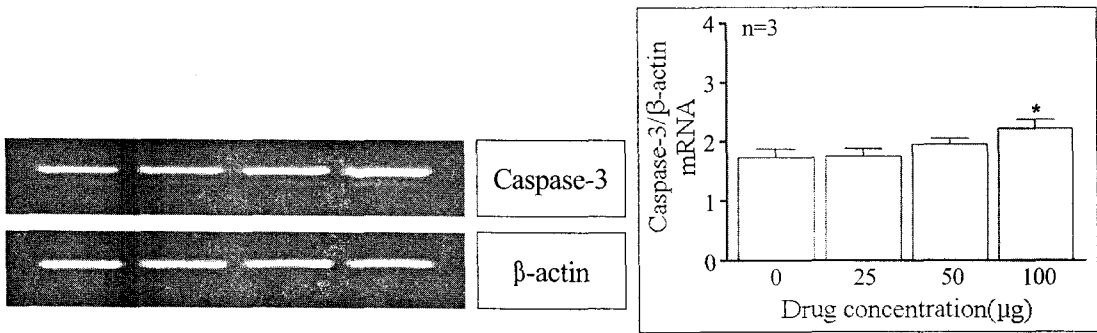 Caspase-3
β-actin
n=3
Caspase-3/β-actin
mRNA
4
3
2
1
0
*
0 25 50 100
Drug concentration(µg)